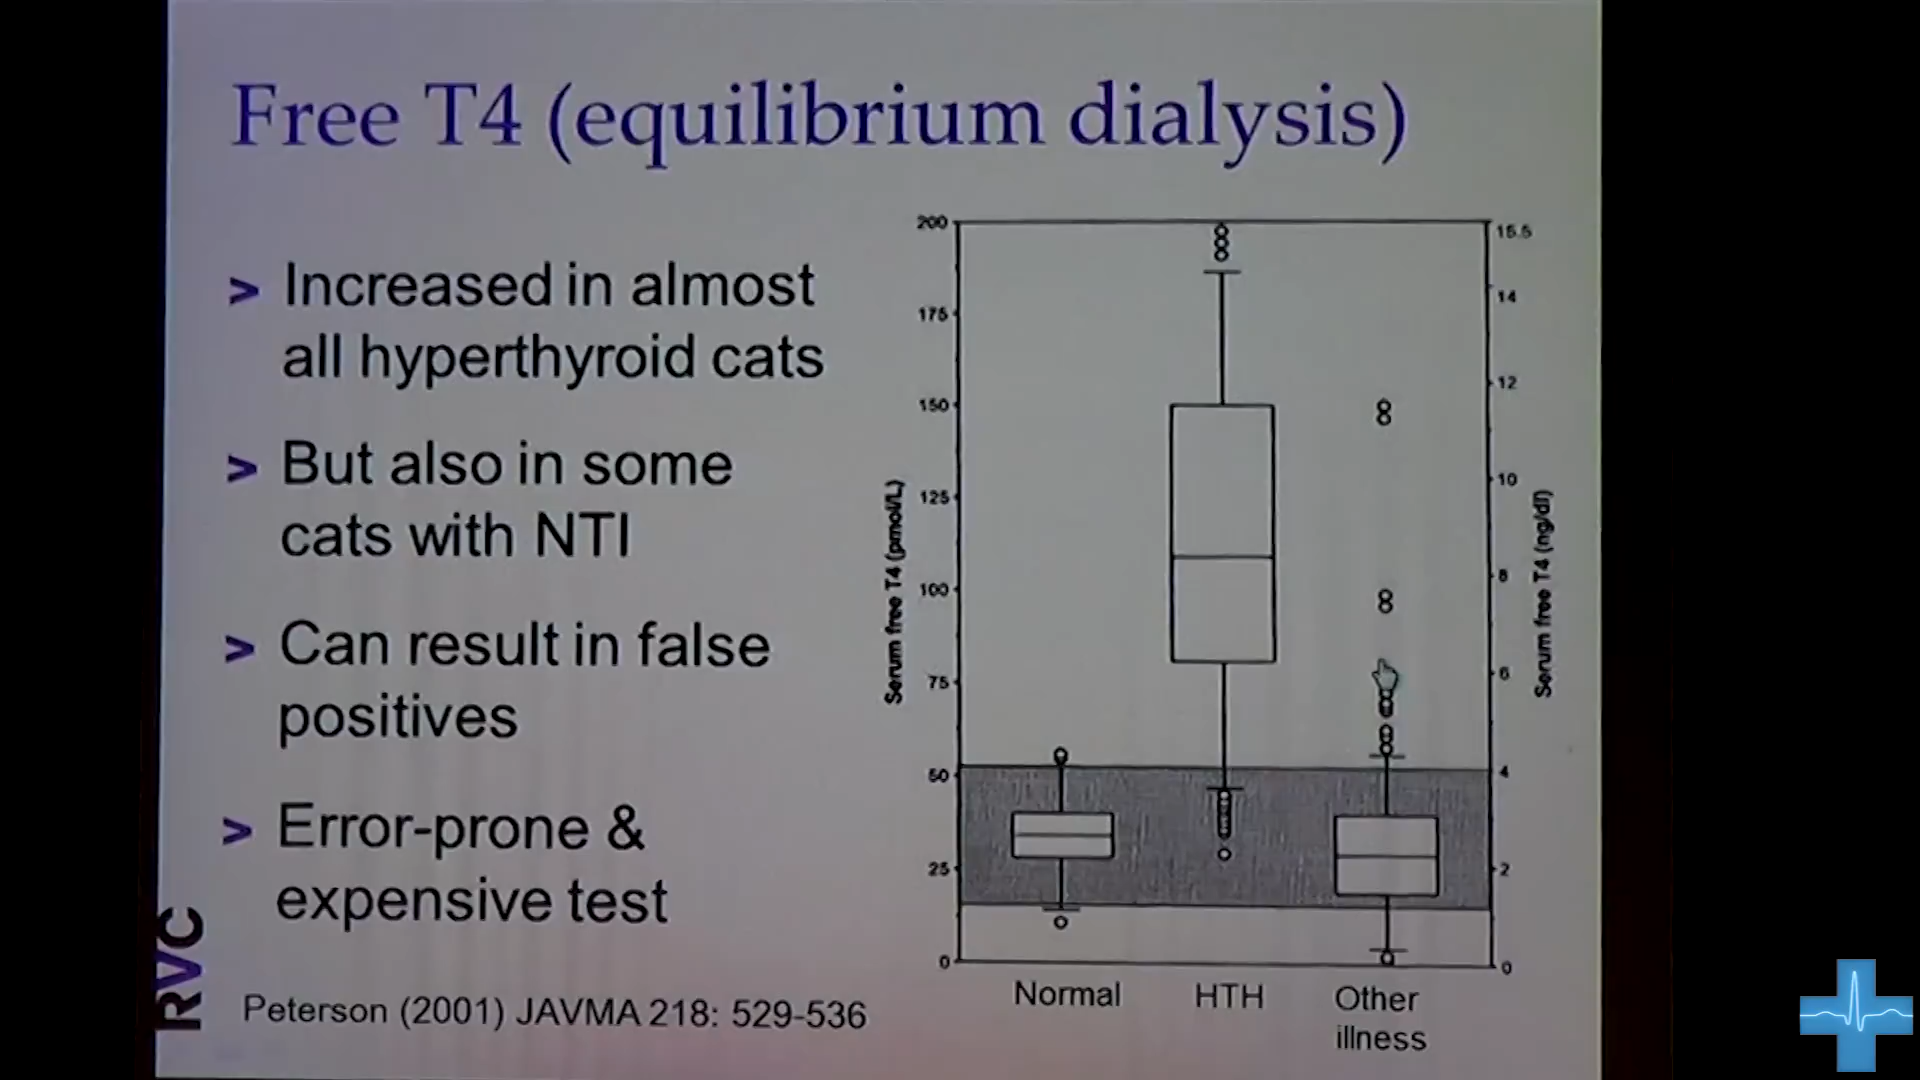 Free T4 (equilibrium dialysis)
> Increased in almost
all hyperthyroid cats
> But also in some
cats with NTI
> Can result in false
positives
> Error-prone &
expensive test
RVC
Peterson (2001) JAVMA 218: 529-536
Serum free T4 (pmol/L)
200
175
150
125
100
75
50
25
0
15.5
14
12
10
8
6
4
2
0
Serum free T4 (ng/dl)
Normal
HTH
Other
illness